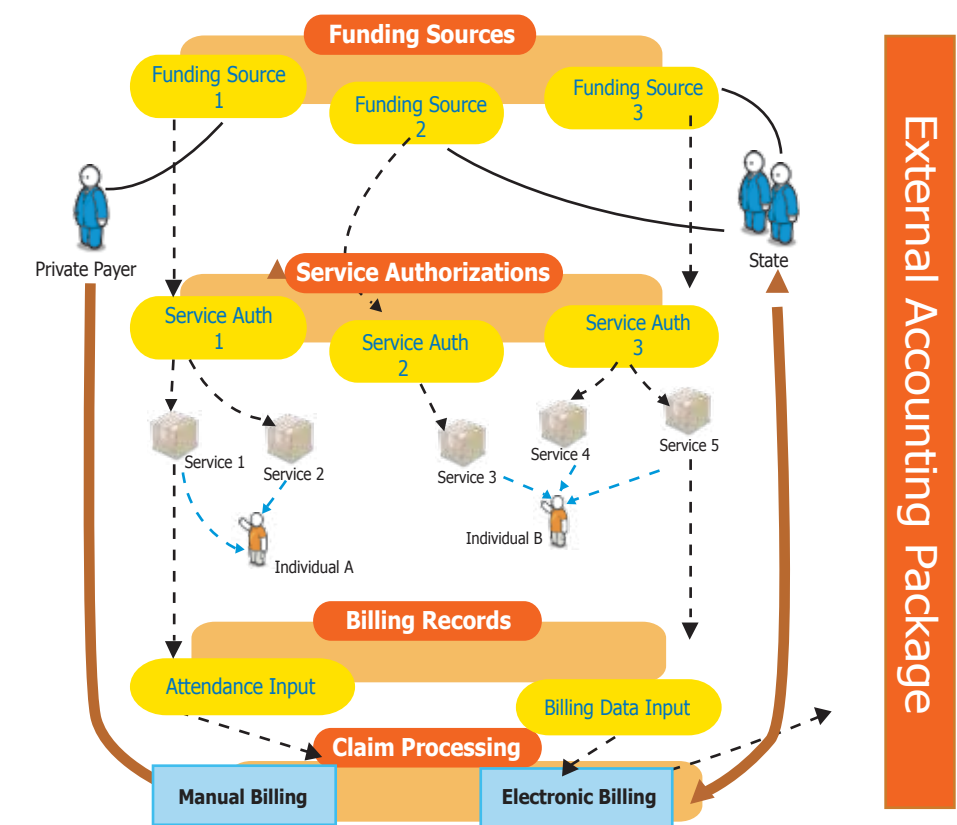 Funding Sources
Funding Source
1
Funding Source
2
Funding Source
3
Private Payer
State
Service Authorizations
Service Auth
1
Service Auth
2
Service Auth
3
Service 1
Service 2
Service 3
Service 4
Service 5
Individual A
Individual B
Billing Records
Attendance Input
Billing Data Input
Claim Processing
Manual Billing
Electronic Billing
External Accounting Package